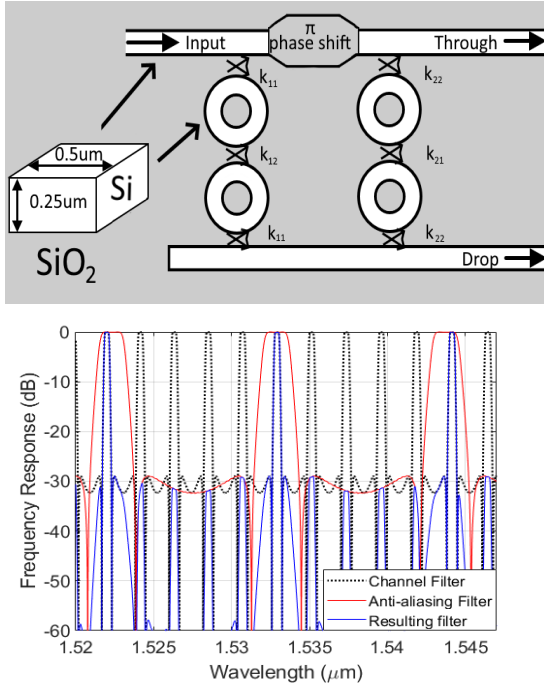 π
phase shift
Input
Through
k11
k22
k12
k21
0.5um
Si
0.25um
SiO2
k11
k22
Drop
0
-10
-20
-30
-40
-50
-60
Frequency Response (dB)
Channel Filter
Anti-aliasing Filter
Resulting filter
1.52
1.525
1.53
1.535
1.54
1.545
Wavelength (μm)